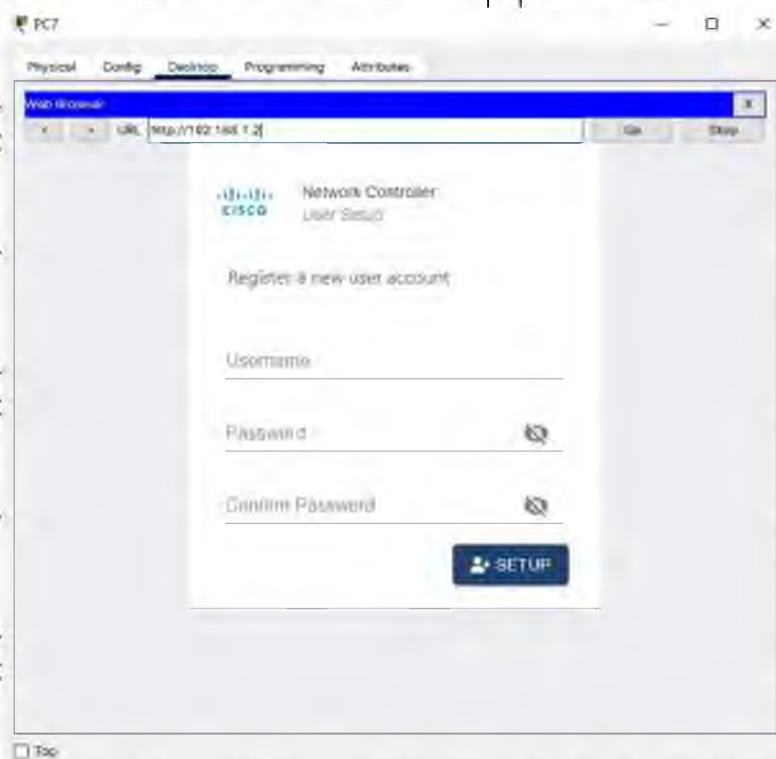 PC7
Physical Config Desktop Programming Attributes
Web Browser X
< > URL http://192.168.1.2 Go Stop
CISCO
Network Controller
User Setup
Register a new user account
Username
Password
Confirm Password
SETUP
Top